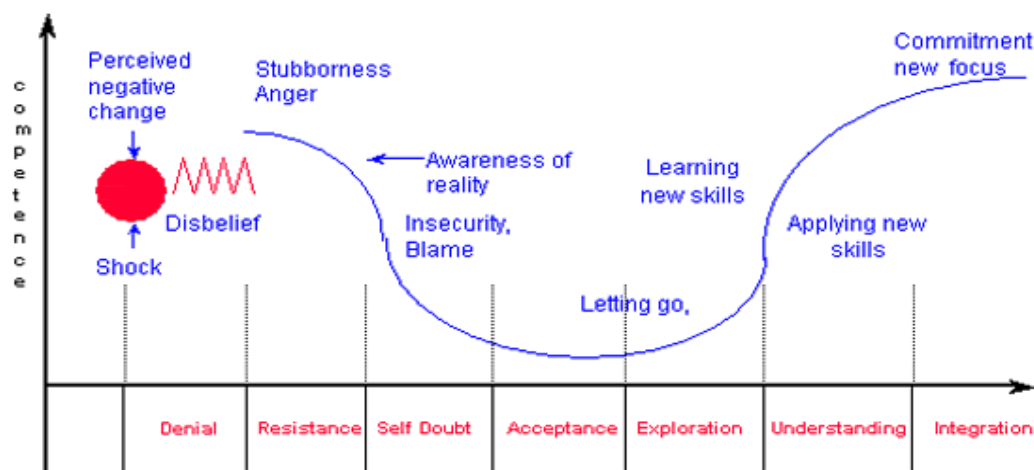 competence
Perceived
negative
change
Shock
Disbelief
Stubborness
Anger
Awareness of
reality
Insecurity,
Blame
Letting go,
Learning
new skills
Applying new
skills
Commitment
new focus
Denial
Resistance
Self Doubt
Acceptance
Exploration
Understanding
Integration